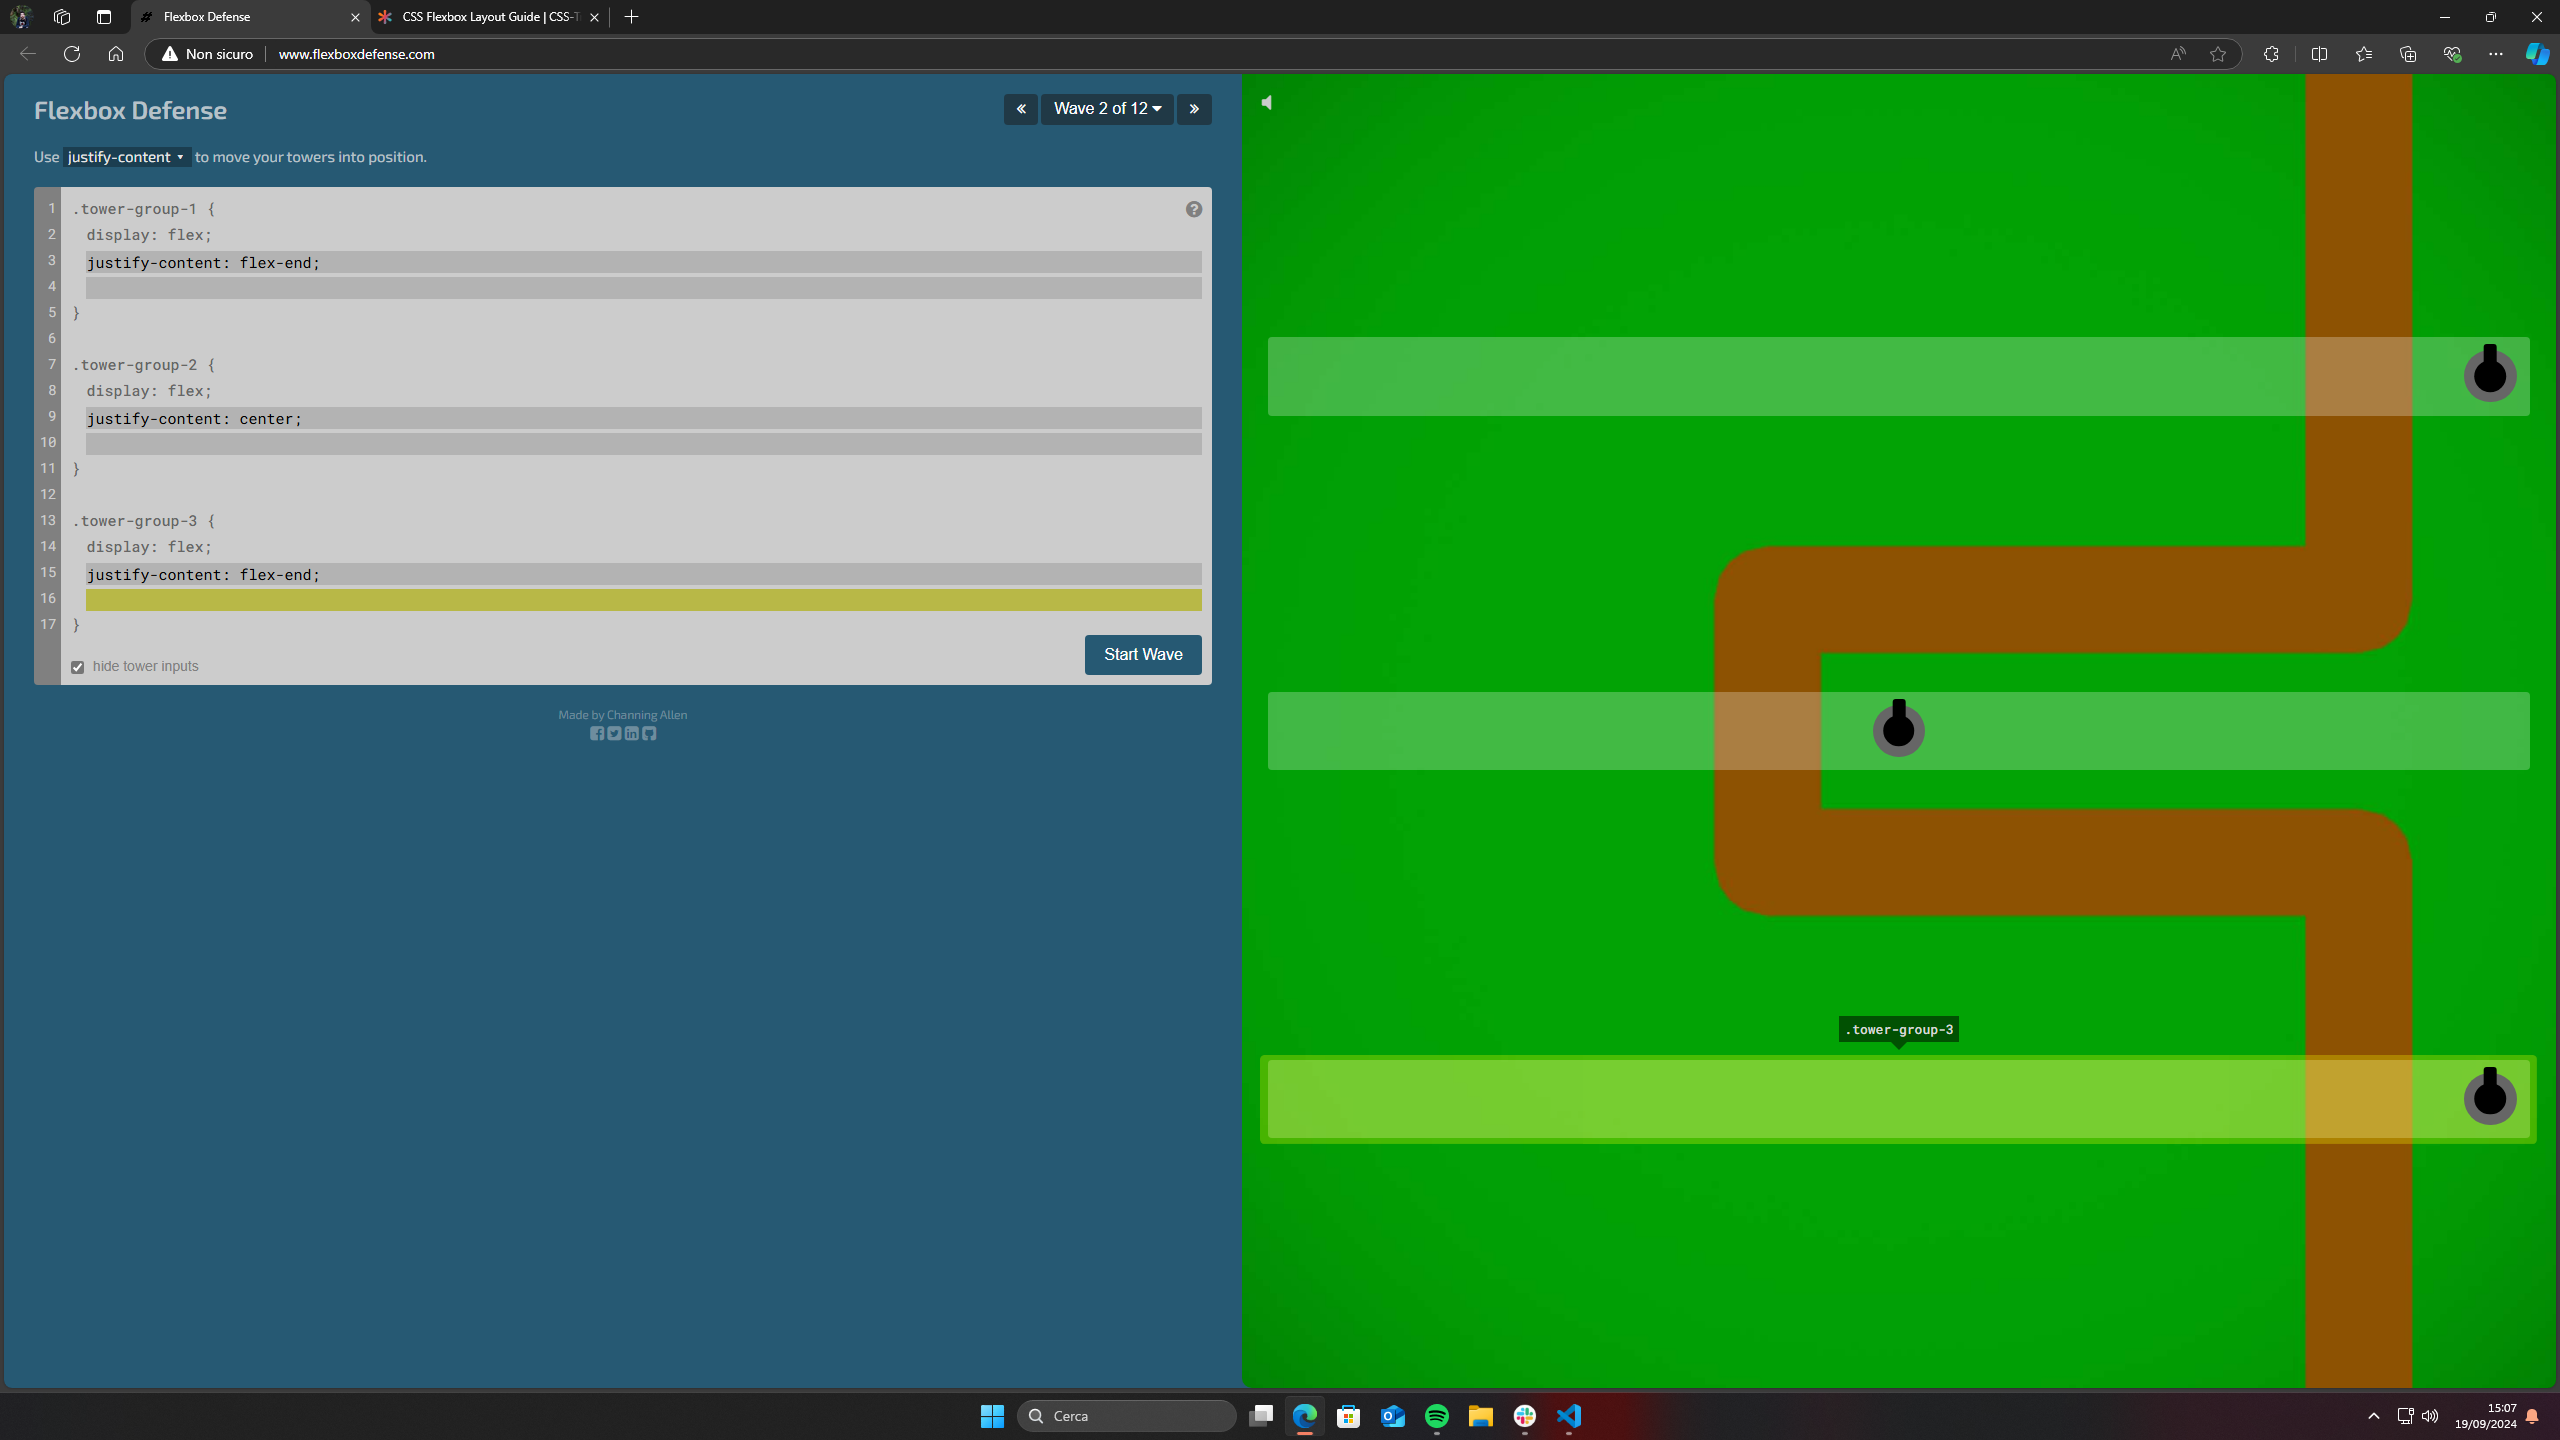 Flexbox Defense
CSS Flexbox Layout Guide | CSS-T
Non sicuro
www.flexboxdefense.com
Flexbox Defense
Wave 2 of 12
Use justify-content to move your towers into position.
1 .tower-group-1 {
2 display: flex;
3 justify-content: flex-end;
4
5 }
6
7 .tower-group-2 {
8 display: flex;
9 justify-content: center;
10
11 }
12
13 .tower-group-3 {
14 display: flex;
15 justify-content: flex-end;
16
17 }
hide tower inputs
Start Wave
Made by Channing Allen
.tower-group-3
Cerca
15:07
19/09/2024